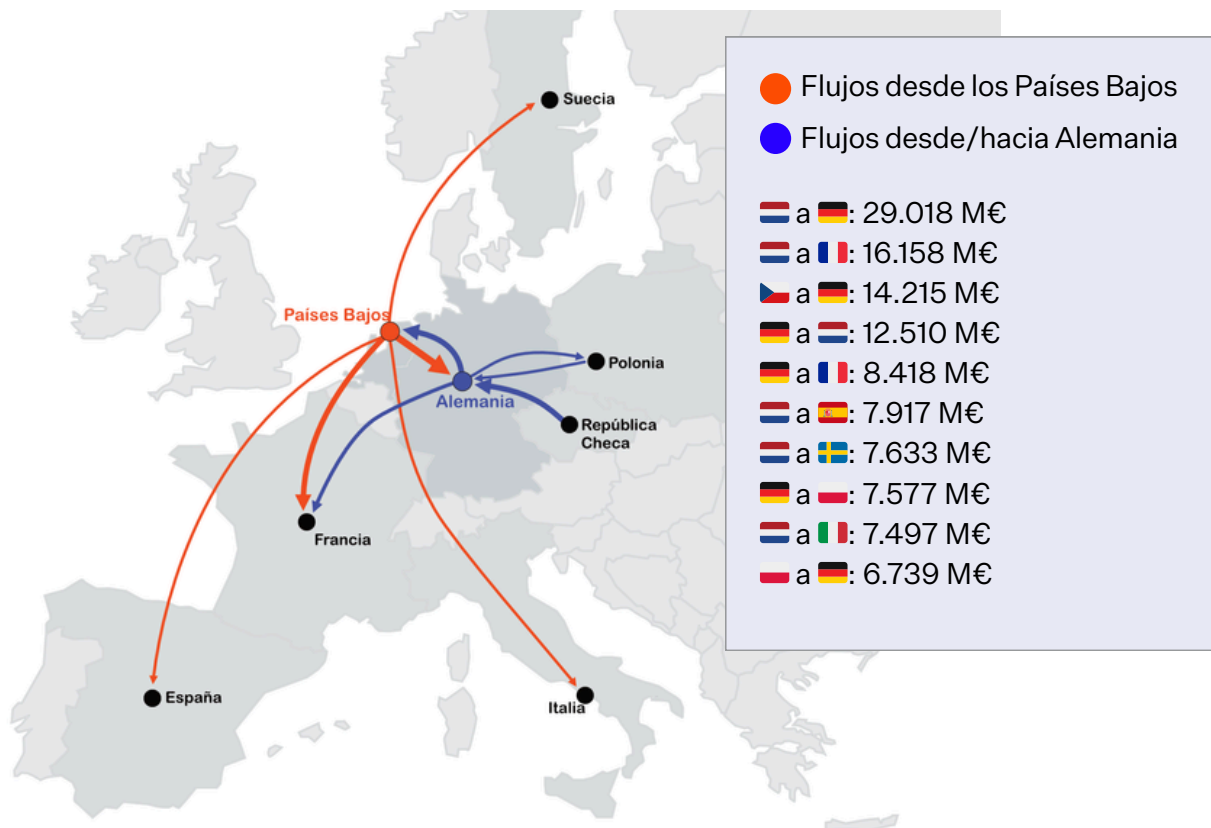 Suecia
Países Bajos
Polonia
Alemania
República
Checa
Francia
España
Italia
Flujos desde los Países Bajos
Flujos desde/hacia Alemania
🇳🇱 a 🇩🇪: 29.018 M€
🇳🇱 a 🇫🇷: 16.158 M€
🇨🇿 a 🇩🇪: 14.215 M€
🇩🇪 a 🇳🇱: 12.510 M€
🇩🇪 a 🇫🇷: 8.418 M€
🇳🇱 a 🇪🇸: 7.917 M€
🇳🇱 a 🇸🇪: 7.633 M€
🇩🇪 a 🇵🇱: 7.577 M€
🇳🇱 a 🇮🇹: 7.497 M€
🇵🇱 a 🇩🇪: 6.739 M€